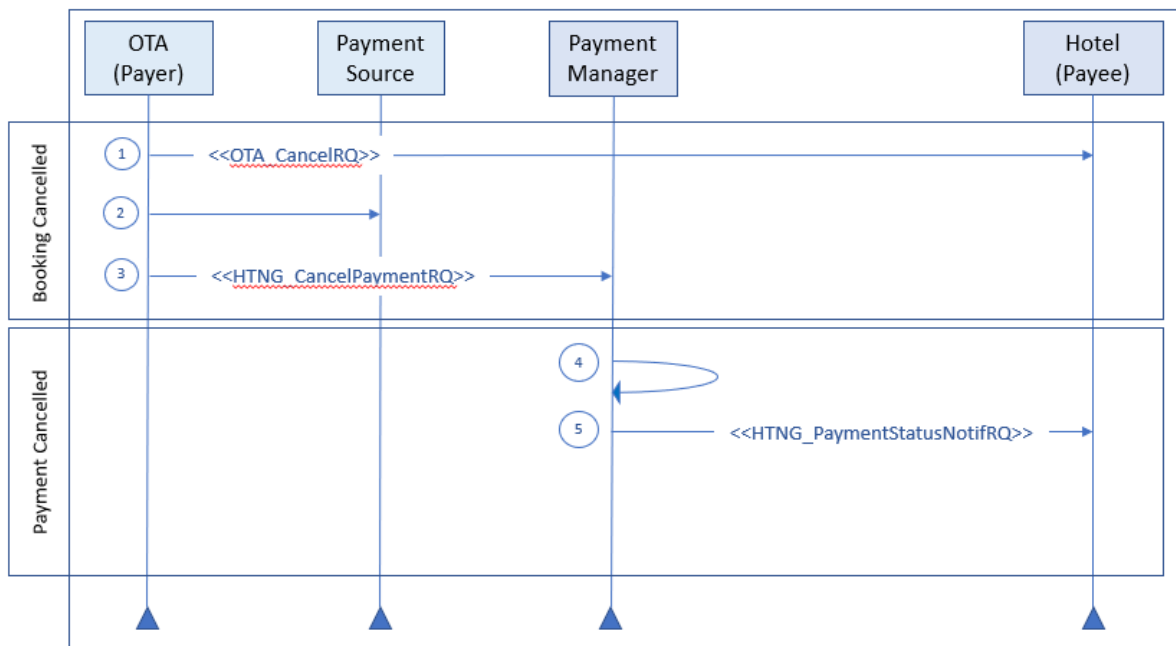 OTA
(Payer)
Payment
Source
Payment
Manager
Hotel
(Payee)
Booking Cancelled
1
<<OTA_CancelRQ>>
2
3
<<HTNG_CancelPaymentRQ>>
Payment Cancelled
4
5
<<HTNG_PaymentStatusNotifRQ>>